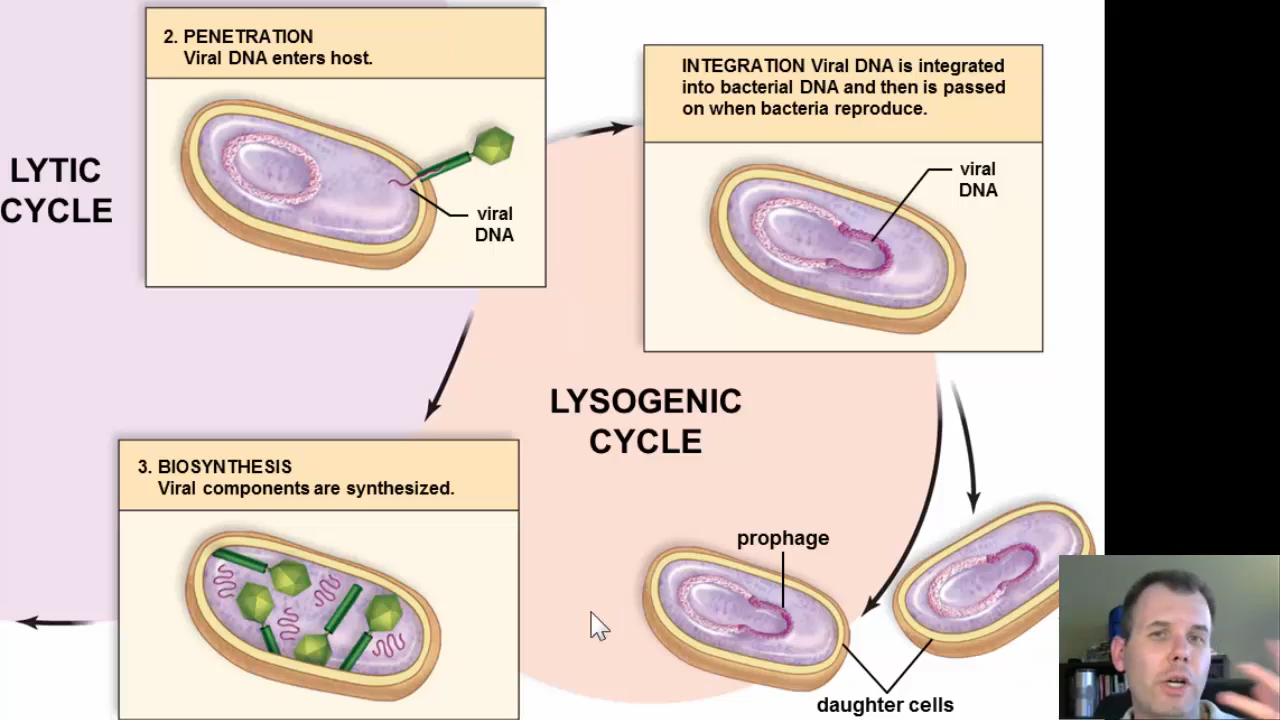 2. PENETRATION
Viral DNA enters host.
viral
DNA
LYTIC
CYCLE
INTEGRATION Viral DNA is integrated
into bacterial DNA and then is passed
on when bacteria reproduce.
viral
DNA
LYSOGENIC
CYCLE
3. BIOSYNTHESIS
Viral components are synthesized.
prophage
daughter cells